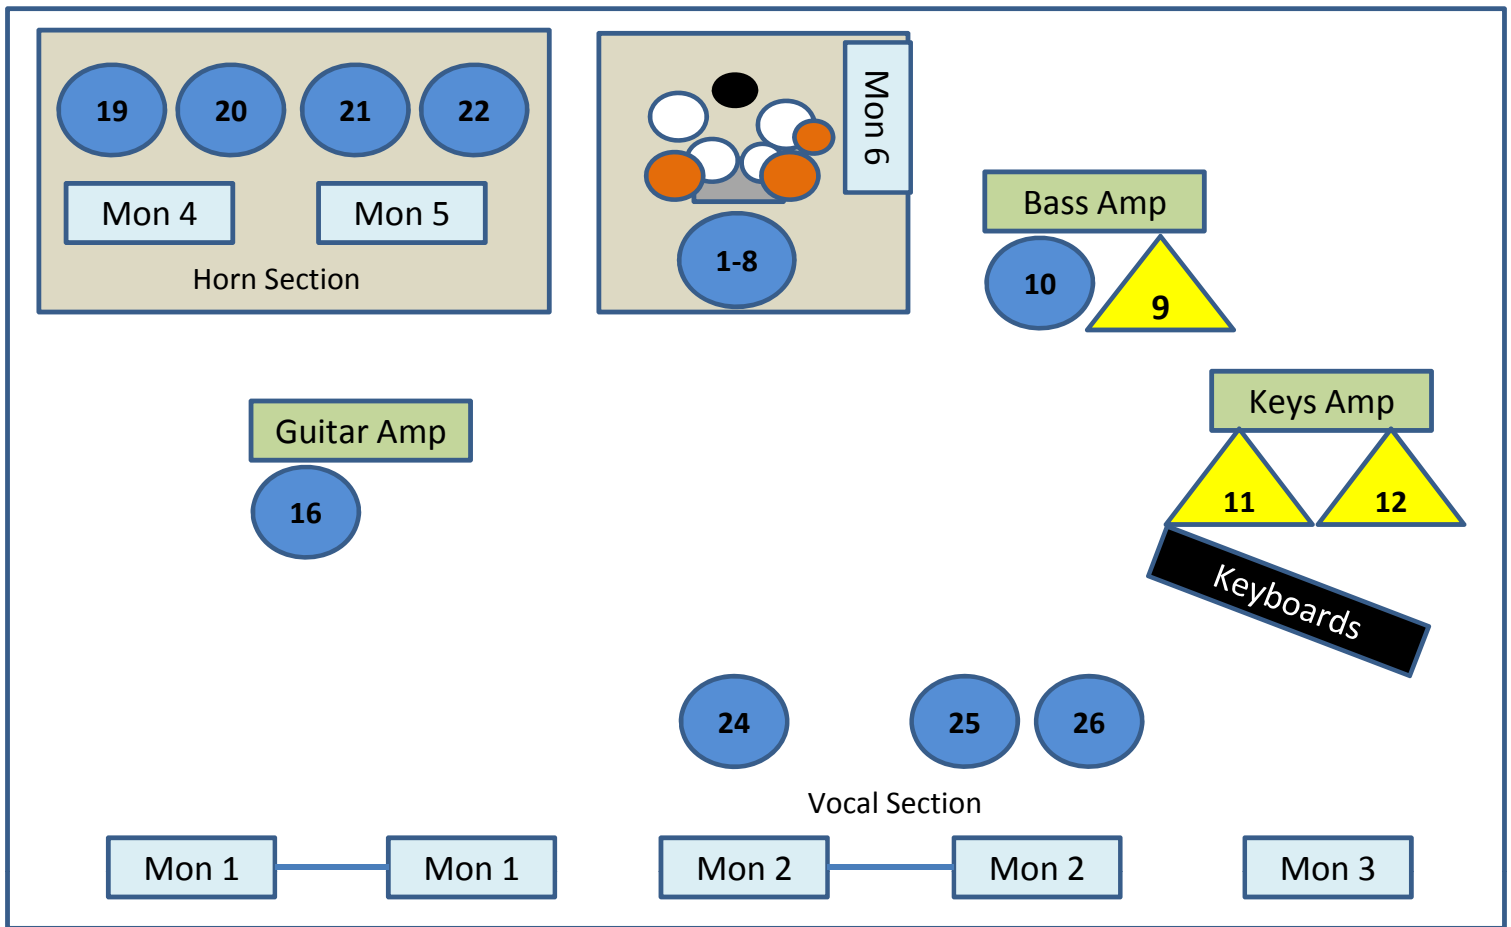 19
20
21
22
Mon 4
Mon 5
Horn Section
Mon 6
1-8
Bass Amp
10
9
Guitar Amp
16
Keys Amp
11
12
Keyboards
24
25
26
Vocal Section
Mon 1
Mon 1
Mon 2
Mon 2
Mon 3